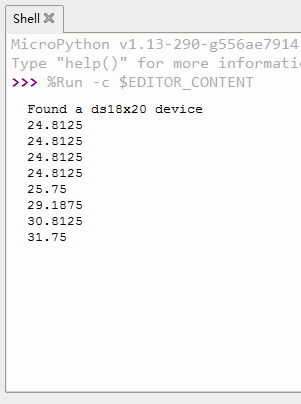 Shell
MicroPython v1.13-290-g556ae7914
Type "help()" for more informatio
>>> %Run -c $EDITOR_CONTENT
Found a ds18x20 device
24.8125
24.8125
24.8125
24.8125
25.75
29.1875
30.8125
31.75